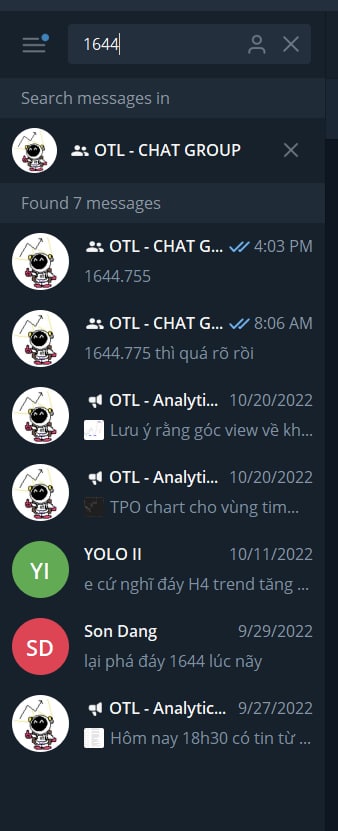 1644
Search messages in
OTL - CHAT GROUP
Found 7 messages
OTL - CHAT G... 4:03 PM
1644.755
OTL - CHAT G... 8:06 AM
1644.775 thì quá rõ rồi
OTL - Analyti... 10/20/2022
Lưu ý rằng góc view về kh...
OTL - Analyti... 10/20/2022
TPO chart cho vùng tim...
YI
YOLO II 10/11/2022
e cứ nghĩ đáy H4 trend tăng ...
SD
Son Dang 9/29/2022
lại phá đáy 1644 lúc nãy
OTL - Analytic... 9/27/2022
Hôm nay 18h30 có tin từ ...